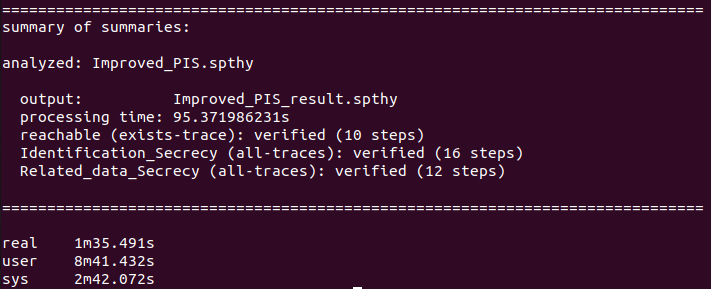 ==============================================================================
summary of summaries:
analyzed: Improved_PIS.spthy
output: Improved_PIS_result.spthy
processing time: 95.371986231s
reachable (exists-trace): verified (10 steps)
Identification_Secrecy (all-traces): verified (16 steps)
Related_data_Secrecy (all-traces): verified (12 steps)
==============================================================================
real 1m35.491s
user 8m41.432s
sys 2m42.072s